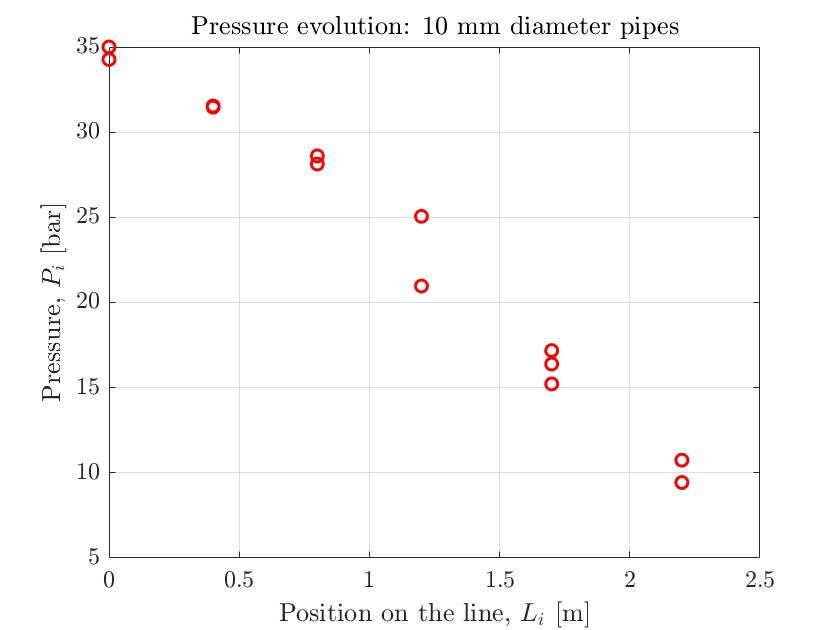 Pressure evolution: 10 mm diameter pipes
35
30
25
20
15
10
5
Pressure, P_i [bar]
0 0.5 1 1.5 2 2.5
Position on the line, L_i [m]